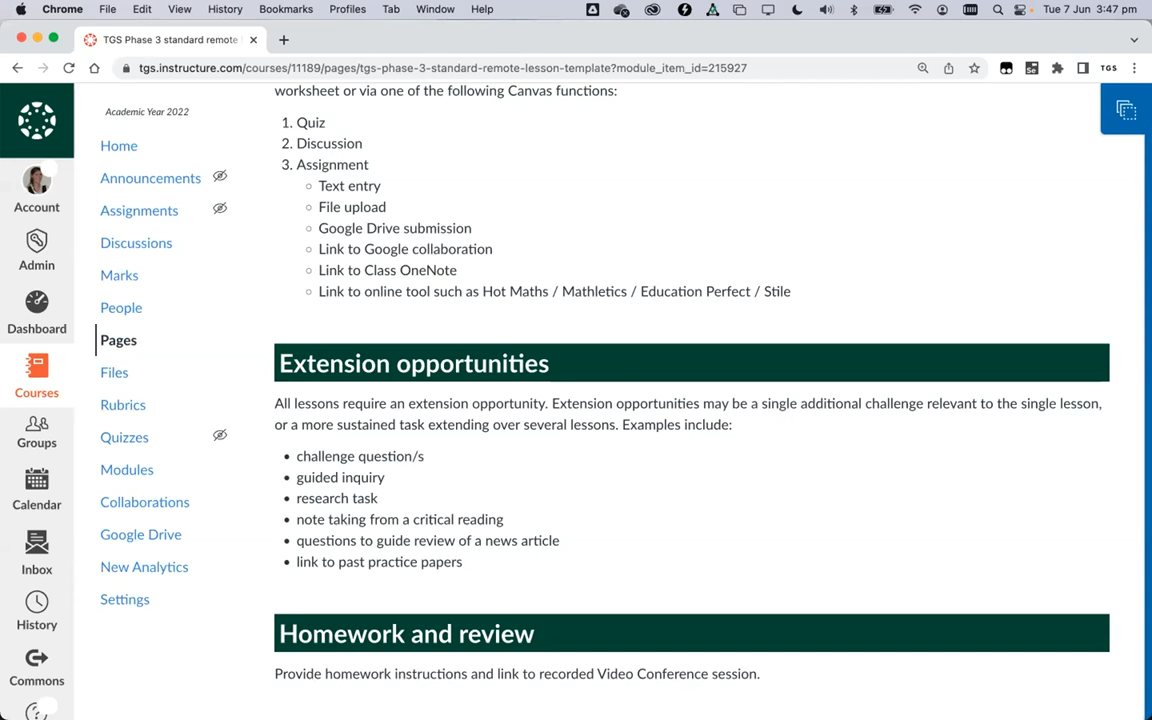 Chrome File Edit View History Bookmarks Profiles Tab Window Help Tue 7 Jun 3:47 pm
TGS Phase 3 standard remote
tgs.instructure.com/courses/11189/pages/tgs-phase-3-standard-remote-lesson-template?module_item_id=215927
TGS
Academic Year 2022
Home
Announcements
Assignments
Discussions
Marks
People
Pages
Files
Rubrics
Quizzes
Modules
Collaborations
Google Drive
New Analytics
Settings
Account
Admin
Dashboard
Courses
Groups
Calendar
Inbox
History
Commons
worksheet or via one of the following Canvas functions:
1. Quiz
2. Discussion
3. Assignment
Text entry
File upload
Google Drive submission
Link to Google collaboration
Link to Class OneNote
Link to online tool such as Hot Maths / Mathletics / Education Perfect / Stile
Extension opportunities
All lessons require an extension opportunity. Extension opportunities may be a single additional challenge relevant to the single lesson,
or a more sustained task extending over several lessons. Examples include:
challenge question/s
guided inquiry
research task
note taking from a critical reading
questions to guide review of a news article
link to past practice papers
Homework and review
Provide homework instructions and link to recorded Video Conference session.